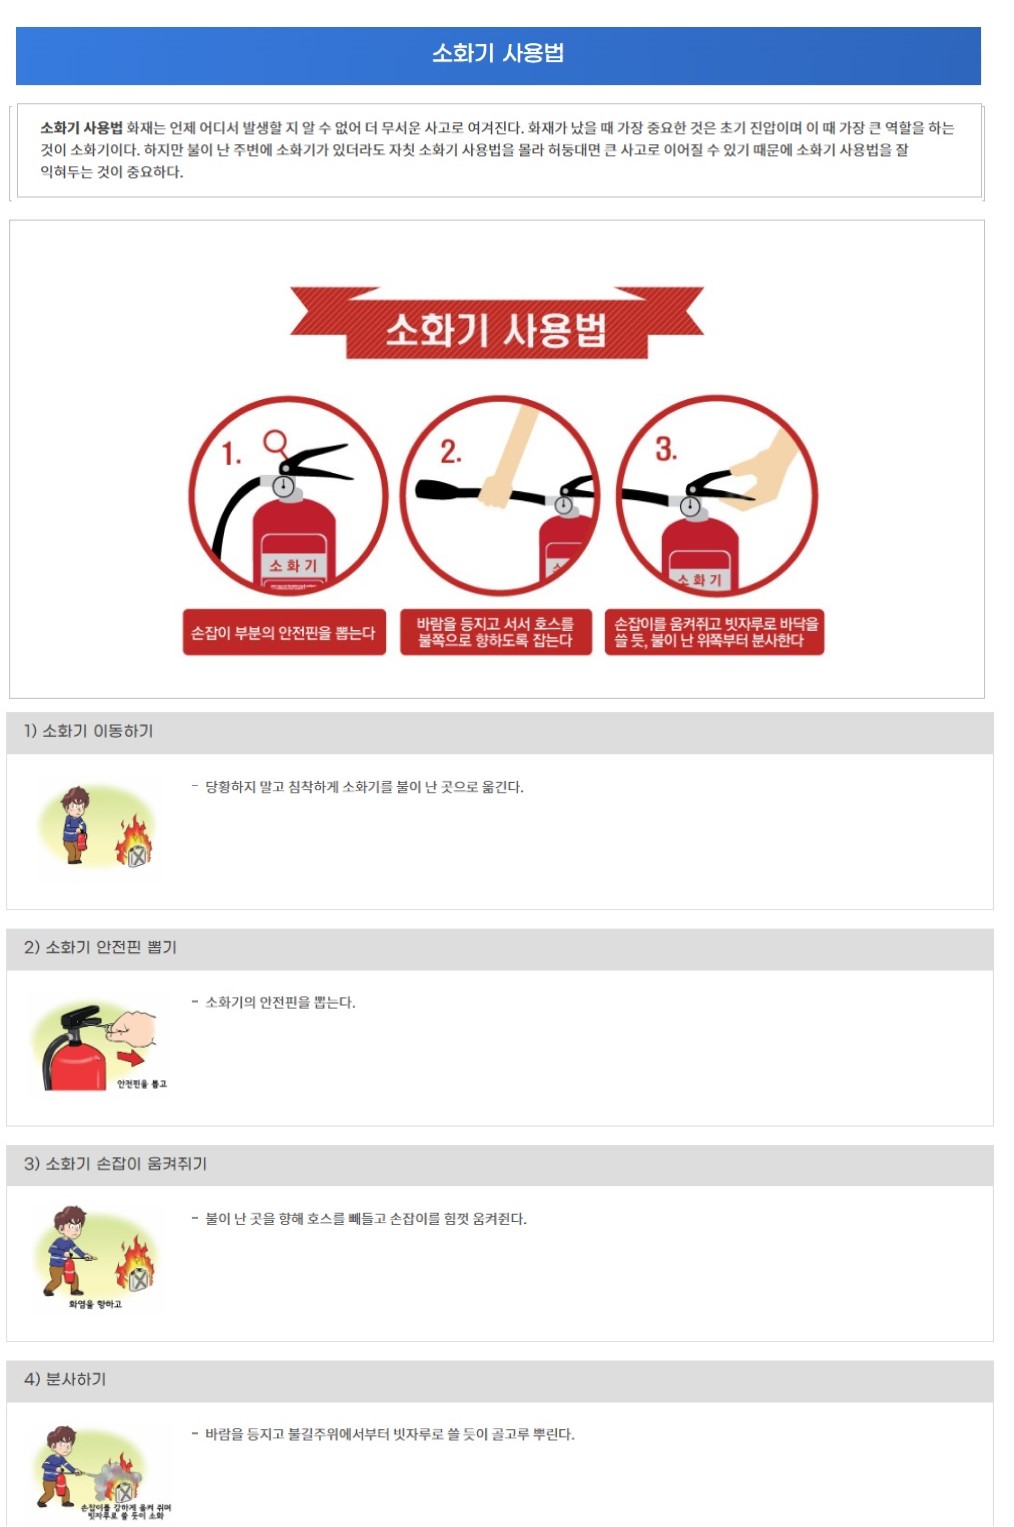 소화기 사용법
소화기 사용법 화재는 언제 어디서 발생할 지 알 수 없어 더 무서운 사고로 여겨진다. 화재가 났을 때 가장 중요한 것은 초기 진압이며 이 때 가장 큰 역할을 하는
것이 소화기이다. 하지만 불이 난 주변에 소화기가 있더라도 자칫 소화기 사용법을 몰라 허둥대면 큰 사고로 이어질 수 있기 때문에 소화기 사용법을 잘
익혀두는 것이 중요하다.
소화기 사용법
1.
소화기
손잡이 부분의 안전핀을 뽑는다
2.
바람을 등지고 서서 호스를
불쪽으로 향하도록 잡는다
3.
소화기
손잡이를 움켜쥐고 빗자루로 바닥을
쓸 듯, 불이 난 위쪽부터 분사한다
1) 소화기 이동하기
- 당황하지 말고 침착하게 소화기를 불이 난 곳으로 옮긴다.
2) 소화기 안전핀 뽑기
- 소화기의 안전핀을 뽑는다.
안전핀을 뽑고
3) 소화기 손잡이 움켜쥐기
- 불이 난 곳을 향해 호스를 빼들고 손잡이를 힘껏 움켜쥔다.
화염을 향하고
4) 분사하기
- 바람을 등지고 불길주위에서부터 빗자루로 쓸 듯이 골고루 뿌린다.
손잡이를 강하게 움켜 쥐며
빗자루로 쓸 듯이 소화